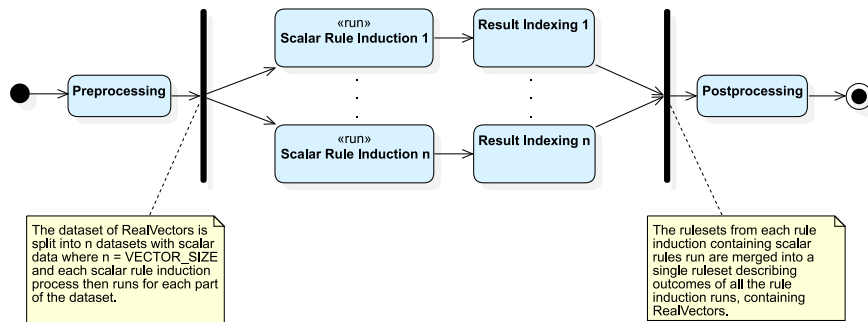 «run»
Scalar Rule Induction 1
Result Indexing 1
Preprocessing
Postprocessing
«run»
Scalar Rule Induction n
Result Indexing n
The dataset of RealVectors is
split into n datasets with scalar
data where n = VECTOR_SIZE
and each scalar rule induction
process then runs for each part
of the dataset.
The rulesets from each rule
induction containing scalar
rules run are merged into a
single ruleset describing
outcomes of all the rule
induction runs, containing
RealVectors.